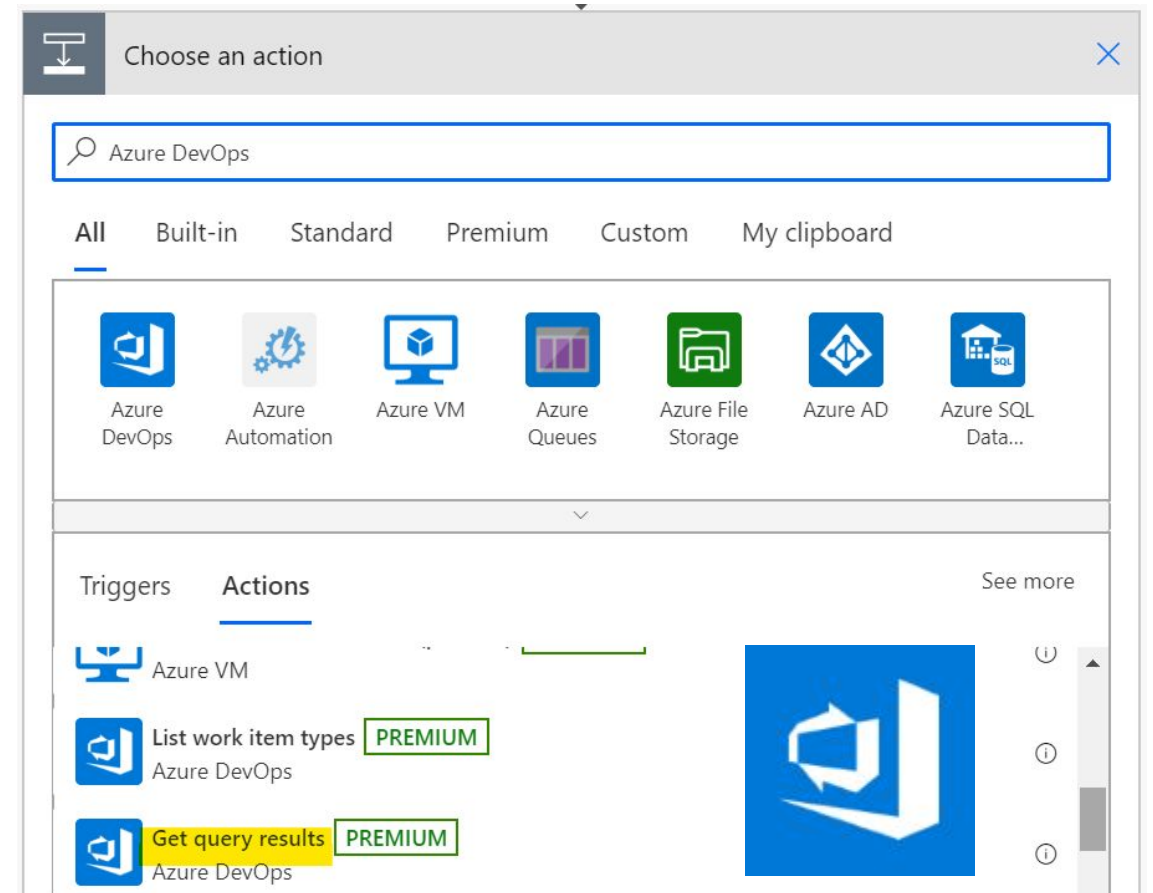 Choose an action
Azure DevOps
All Built-in Standard Premium Custom My clipboard
Azure DevOps
Azure Automation
Azure VM
Azure Queues
Azure File Storage
Azure AD
Azure SQL Data...
SQL
Triggers Actions See more
Azure VM
List work item types PREMIUM
Azure DevOps
Get query results PREMIUM
Azure DevOps